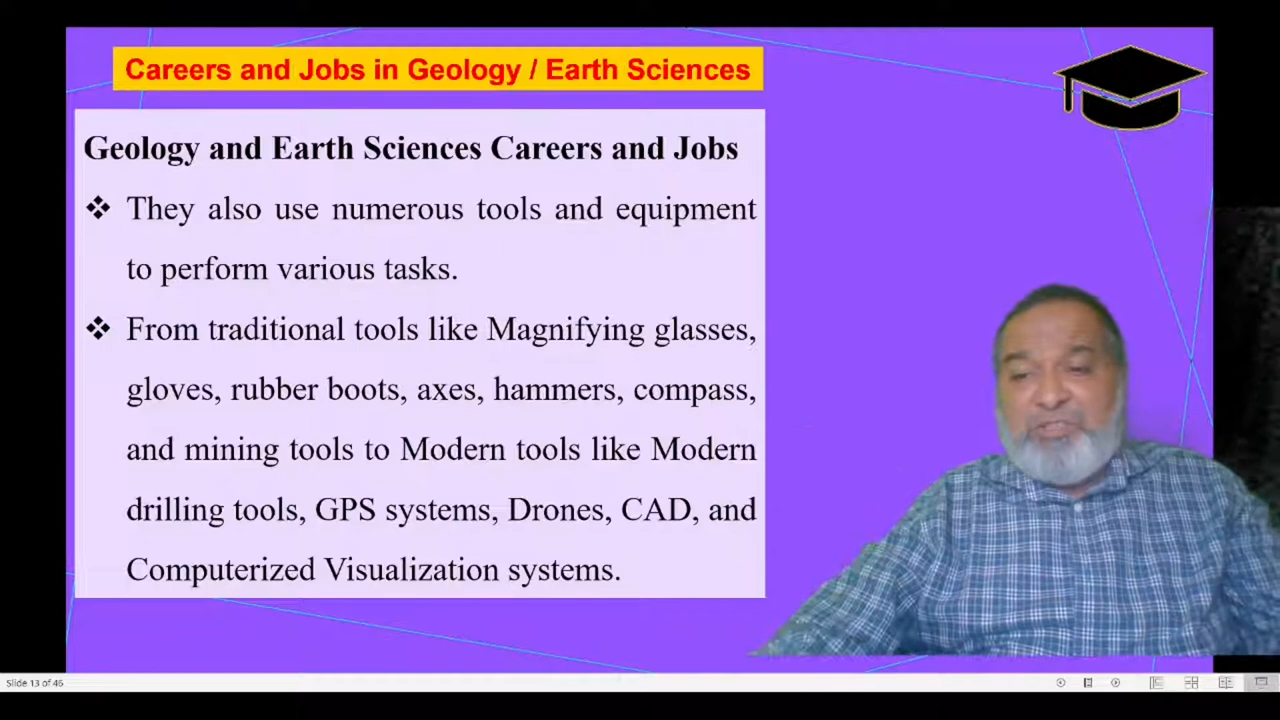 Careers and Jobs in Geology / Earth Sciences
Geology and Earth Sciences Careers and Jobs
❖ They also use numerous tools and equipment
to perform various tasks.
❖ From traditional tools like Magnifying glasses,
gloves, rubber boots, axes, hammers, compass,
and mining tools to Modern tools like Modern
drilling tools, GPS systems, Drones, CAD, and
Computerized Visualization systems.
Slide 13 of 46